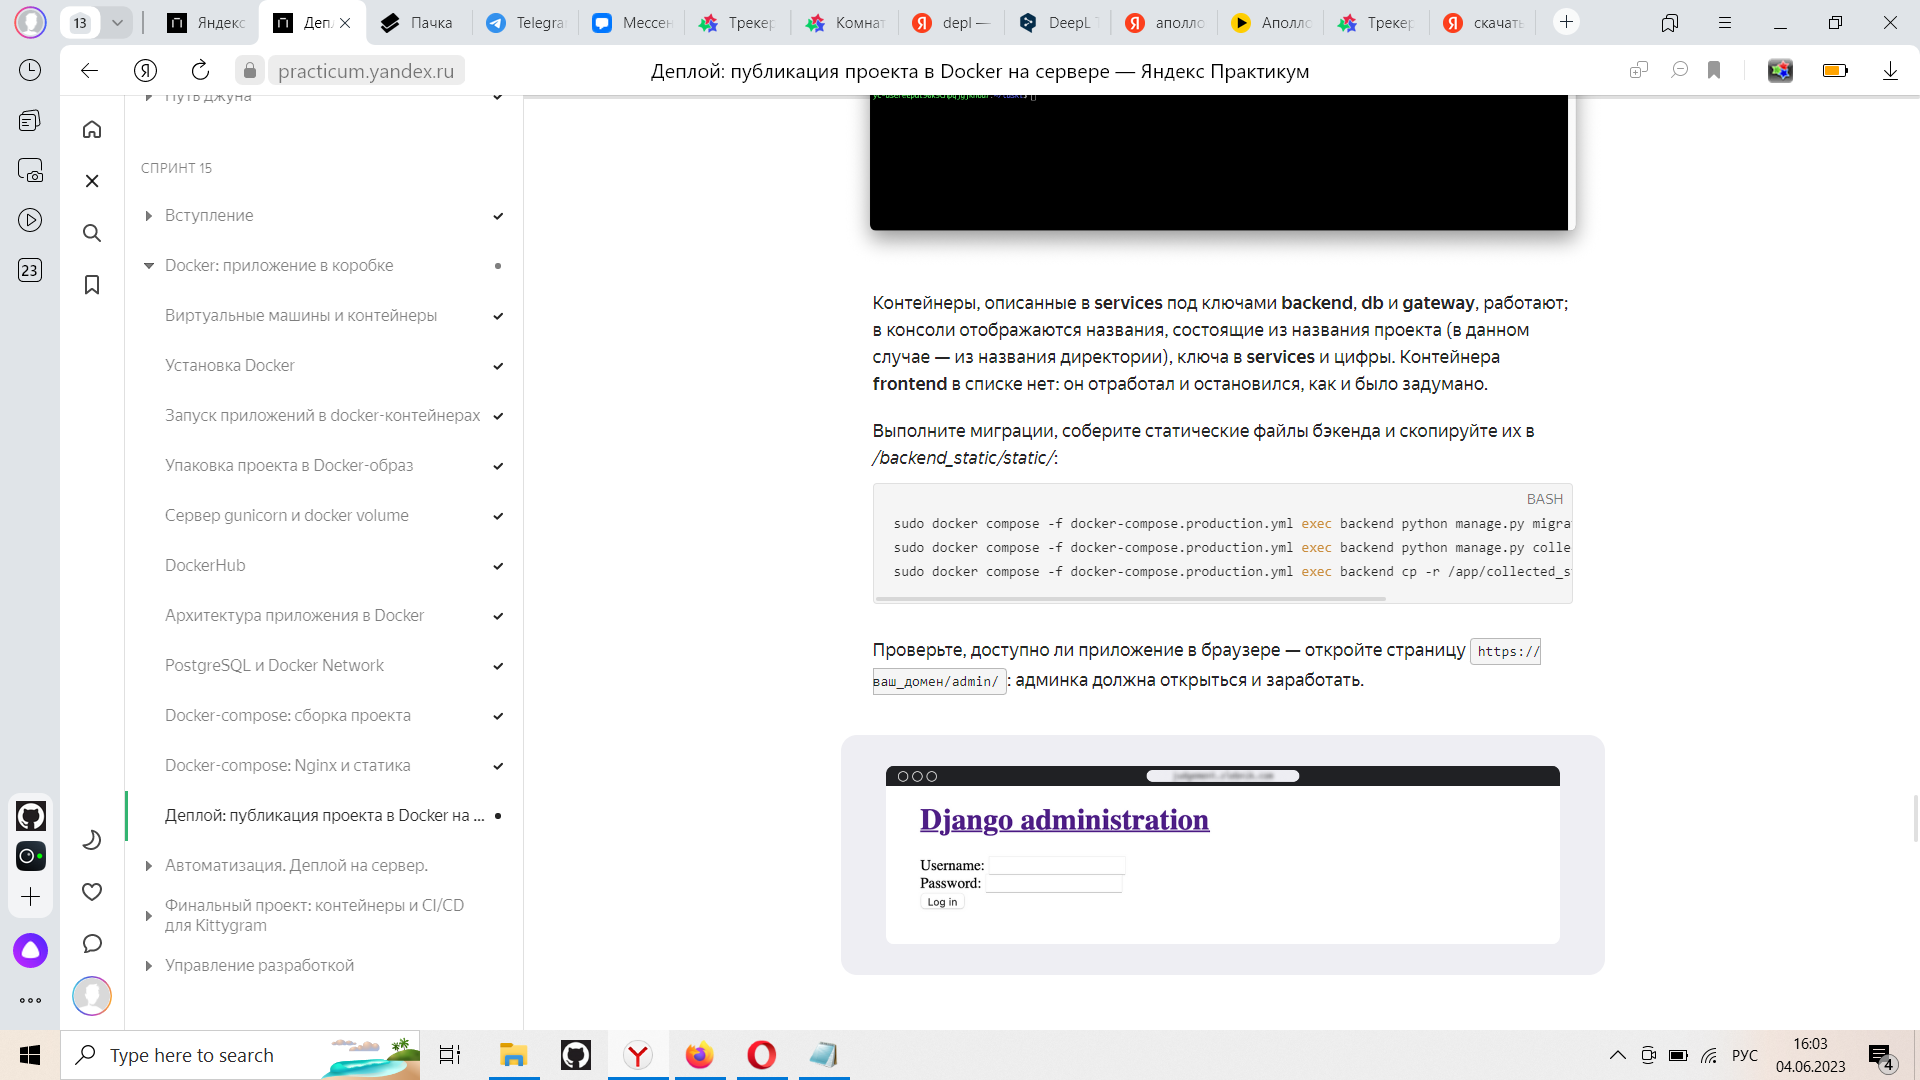 13
Яндекс
Депл
Пачка
Telegra
Мессен
Трекер
Комнат
depl —
DeepL T
аполло
Аполло
Трекер
скачать
practicum.yandex.ru
Деплой: публикация проекта в Docker на сервере — Яндекс Практикум
23
Путь джуна
СПРИНТ 15
Вступление
Docker: приложение в коробке
Виртуальные машины и контейнеры
Установка Docker
Запуск приложений в docker-контейнерах
Упаковка проекта в Docker-образ
Сервер gunicorn и docker volume
DockerHub
Архитектура приложения в Docker
PostgreSQL и Docker Network
Docker-compose: сборка проекта
Docker-compose: Nginx и статика
Деплой: публикация проекта в Docker на ...
Автоматизация. Деплой на сервер.
Финальный проект: контейнеры и CI/CD
для Kittygram
Управление разработкой
Контейнеры, описанные в services под ключами backend, db и gateway, работают;
в консоли отображаются названия, состоящие из названия проекта (в данном
случае — из названия директории), ключа в services и цифры. Контейнера
frontend в списке нет: он отработал и остановился, как и было задумано.
Выполните миграции, соберите статические файлы бэкенда и скопируйте их в
/backend_static/static/:
BASH
sudo docker compose -f docker-compose.production.yml exec backend python manage.py migra
sudo docker compose -f docker-compose.production.yml exec backend python manage.py colle
sudo docker compose -f docker-compose.production.yml exec backend cp -r /app/collected_s
Проверьте, доступно ли приложение в браузере — откройте страницу https://
ваш_домен/admin/ : админка должна открыться и заработать.
Django administration
Username:
Password:
Log in
Type here to search
РУС
16:03
04.06.2023
4